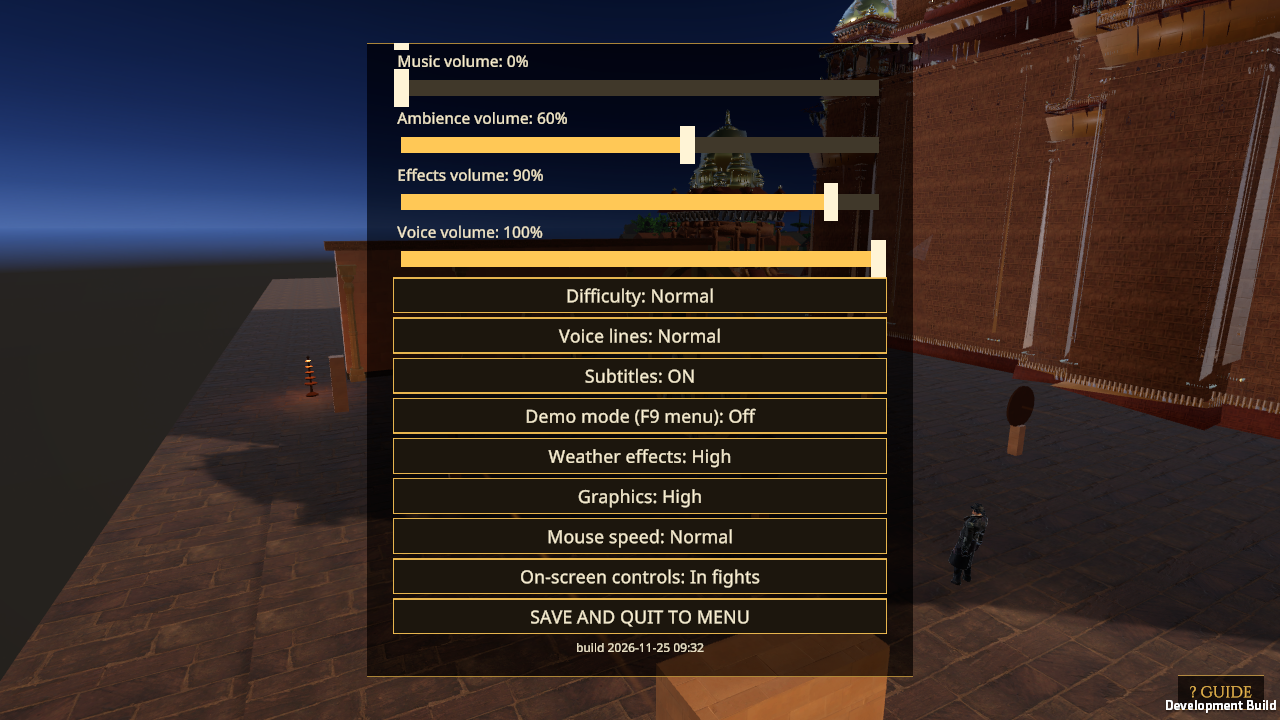 Music volume: 0%
Ambience volume: 60%
Effects volume: 90%
Voice volume: 100%
Difficulty: Normal
Voice lines: Normal
Subtitles: ON
Demo mode (F9 menu): Off
Weather effects: High
Graphics: High
Mouse speed: Normal
On-screen controls: In fights
SAVE AND QUIT TO MENU
build 2026-11-25 09:32
? GUIDE
Development Build